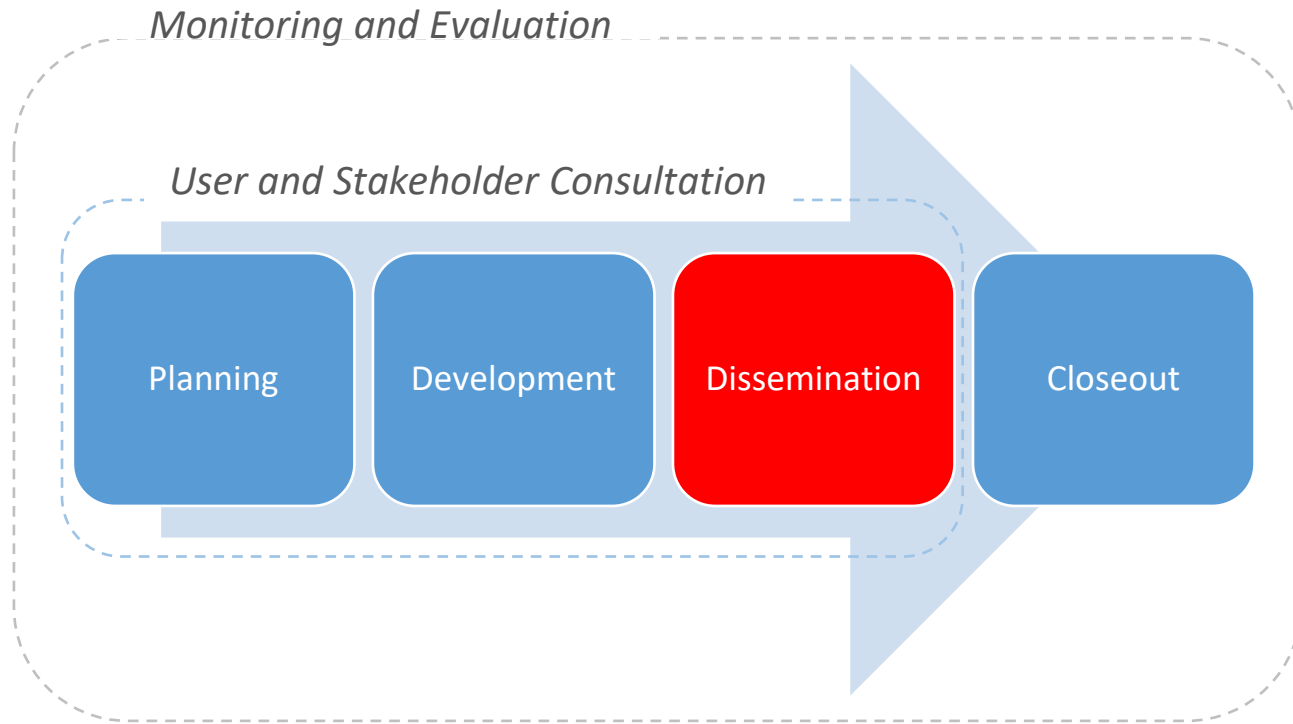 Monitoring and Evaluation
User and Stakeholder Consultation
Planning
Development
Dissemination
Closeout